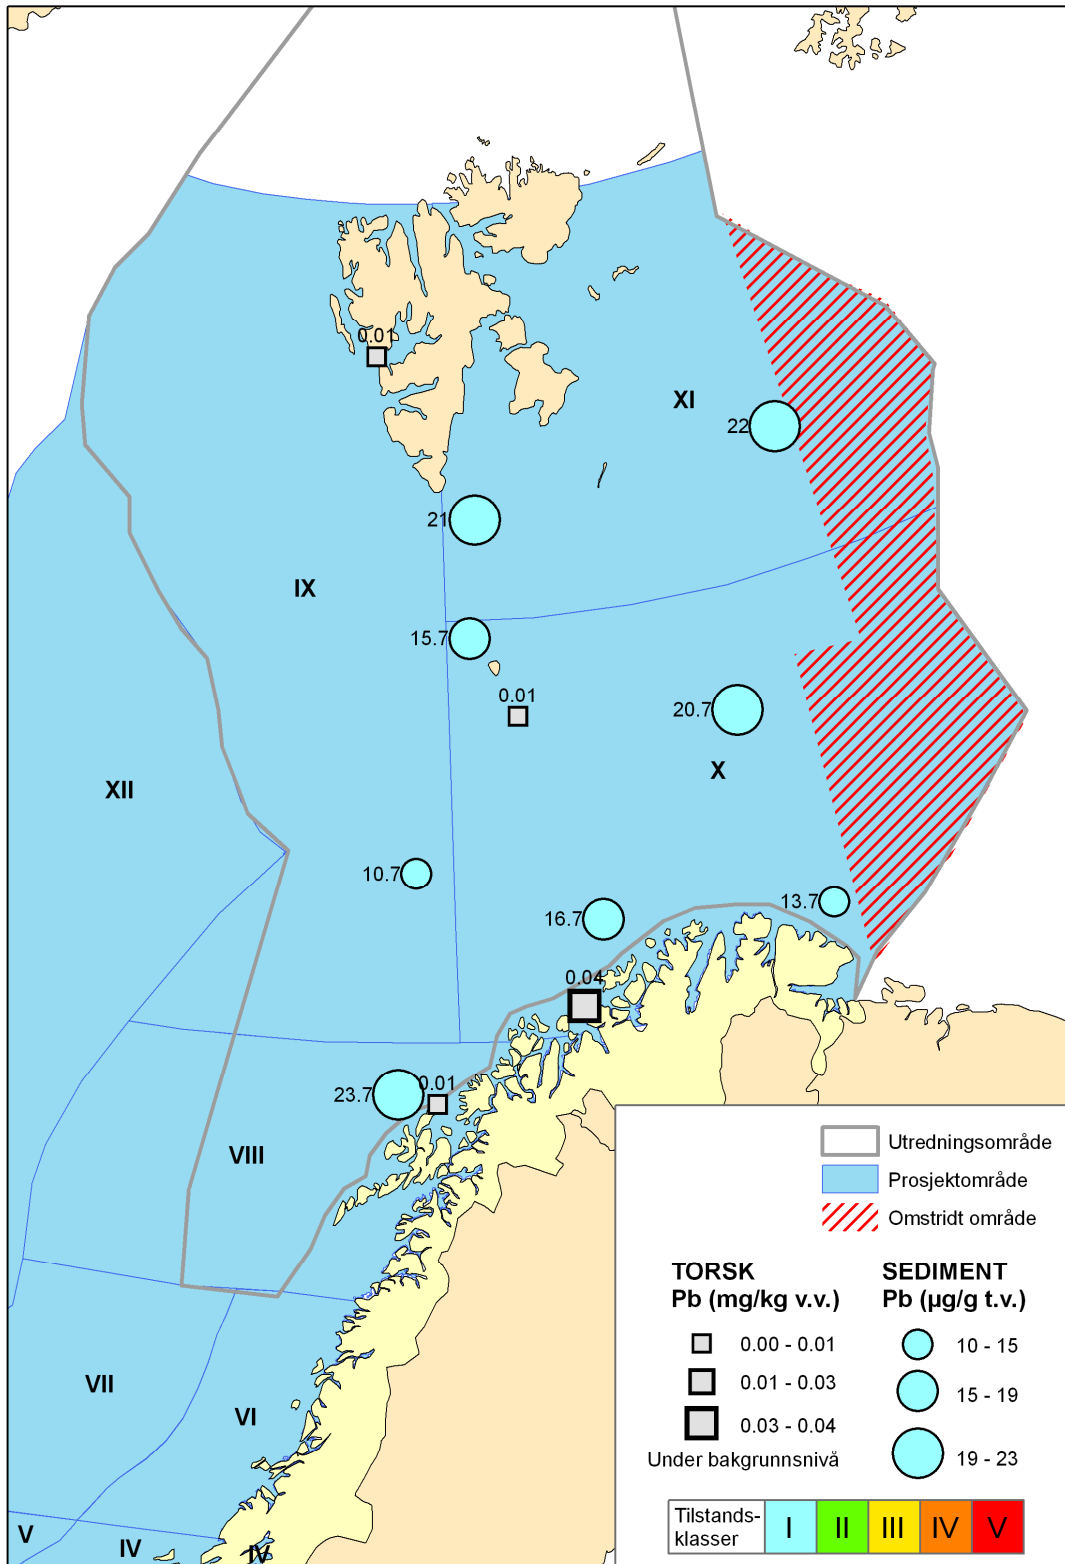 0.01
XI
22
21
IX
15.7
0.01
20.7
X
XII
10.7
16.7
13.7
0.04
23.7
0.01
VIII
VII
VI
V
IV
IV
Utredningsområde
Prosjektområde
Omstridt område
TORSK
Pb (mg/kg v.v.)
0.00 - 0.01
0.01 - 0.03
0.03 - 0.04
Under bakgrunnsnivå
SEDIMENT
Pb (µg/g t.v.)
10 - 15
15 - 19
19 - 23
Tilstands-
klasser
I II III IV V